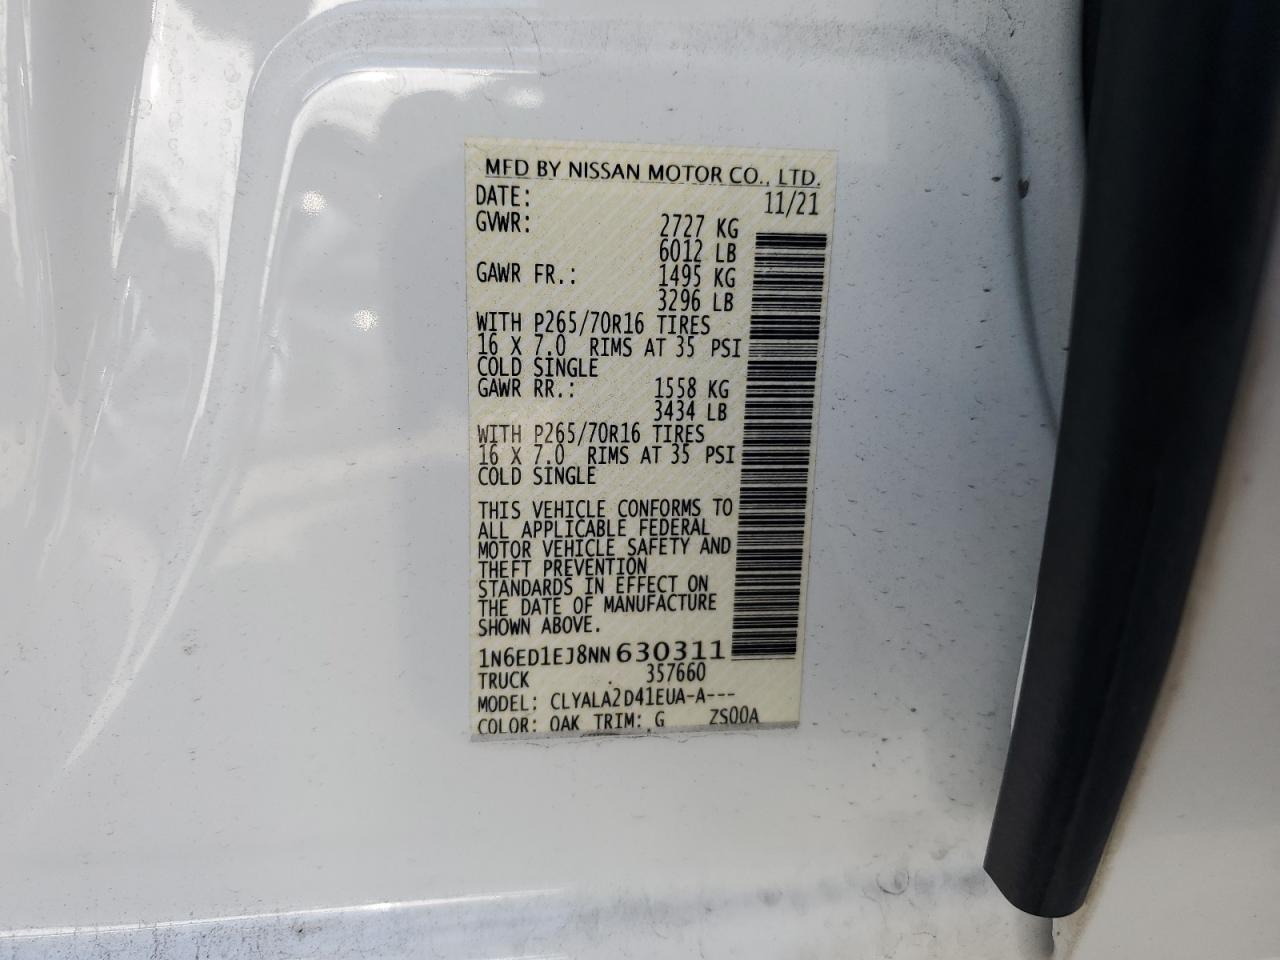 MFD BY NISSAN MOTOR CO., LTD.
DATE: 11/21
GVWR: 2727 KG
6012 LB
GAWR FR.: 1495 KG
3296 LB
WITH P265/70R16 TIRES
16 X 7.0 RIMS AT 35 PSI
COLD SINGLE
GAWR RR.: 1558 KG
3434 LB
WITH P265/70R16 TIRES
16 X 7.0 RIMS AT 35 PSI
COLD SINGLE
THIS VEHICLE CONFORMS TO
ALL APPLICABLE FEDERAL
MOTOR VEHICLE SAFETY AND
THEFT PREVENTION
STANDARDS IN EFFECT ON
THE DATE OF MANUFACTURE
SHOWN ABOVE.
1N6ED1EJ8NN630311
TRUCK 357660
MODEL: CLYALA2D41EUA-A---
COLOR: QAK TRIM: G ZS00A